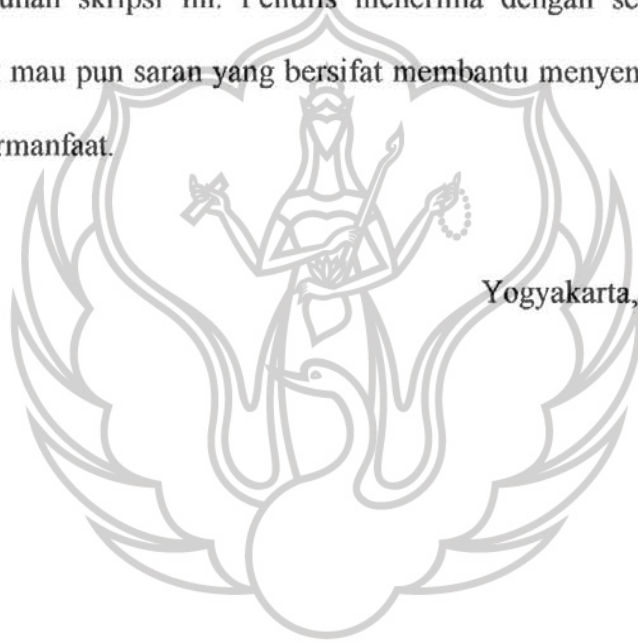 skripsi ini. Penulis menerima dengan
mau pun saran yang bersifat membantu
Yogyakarta,